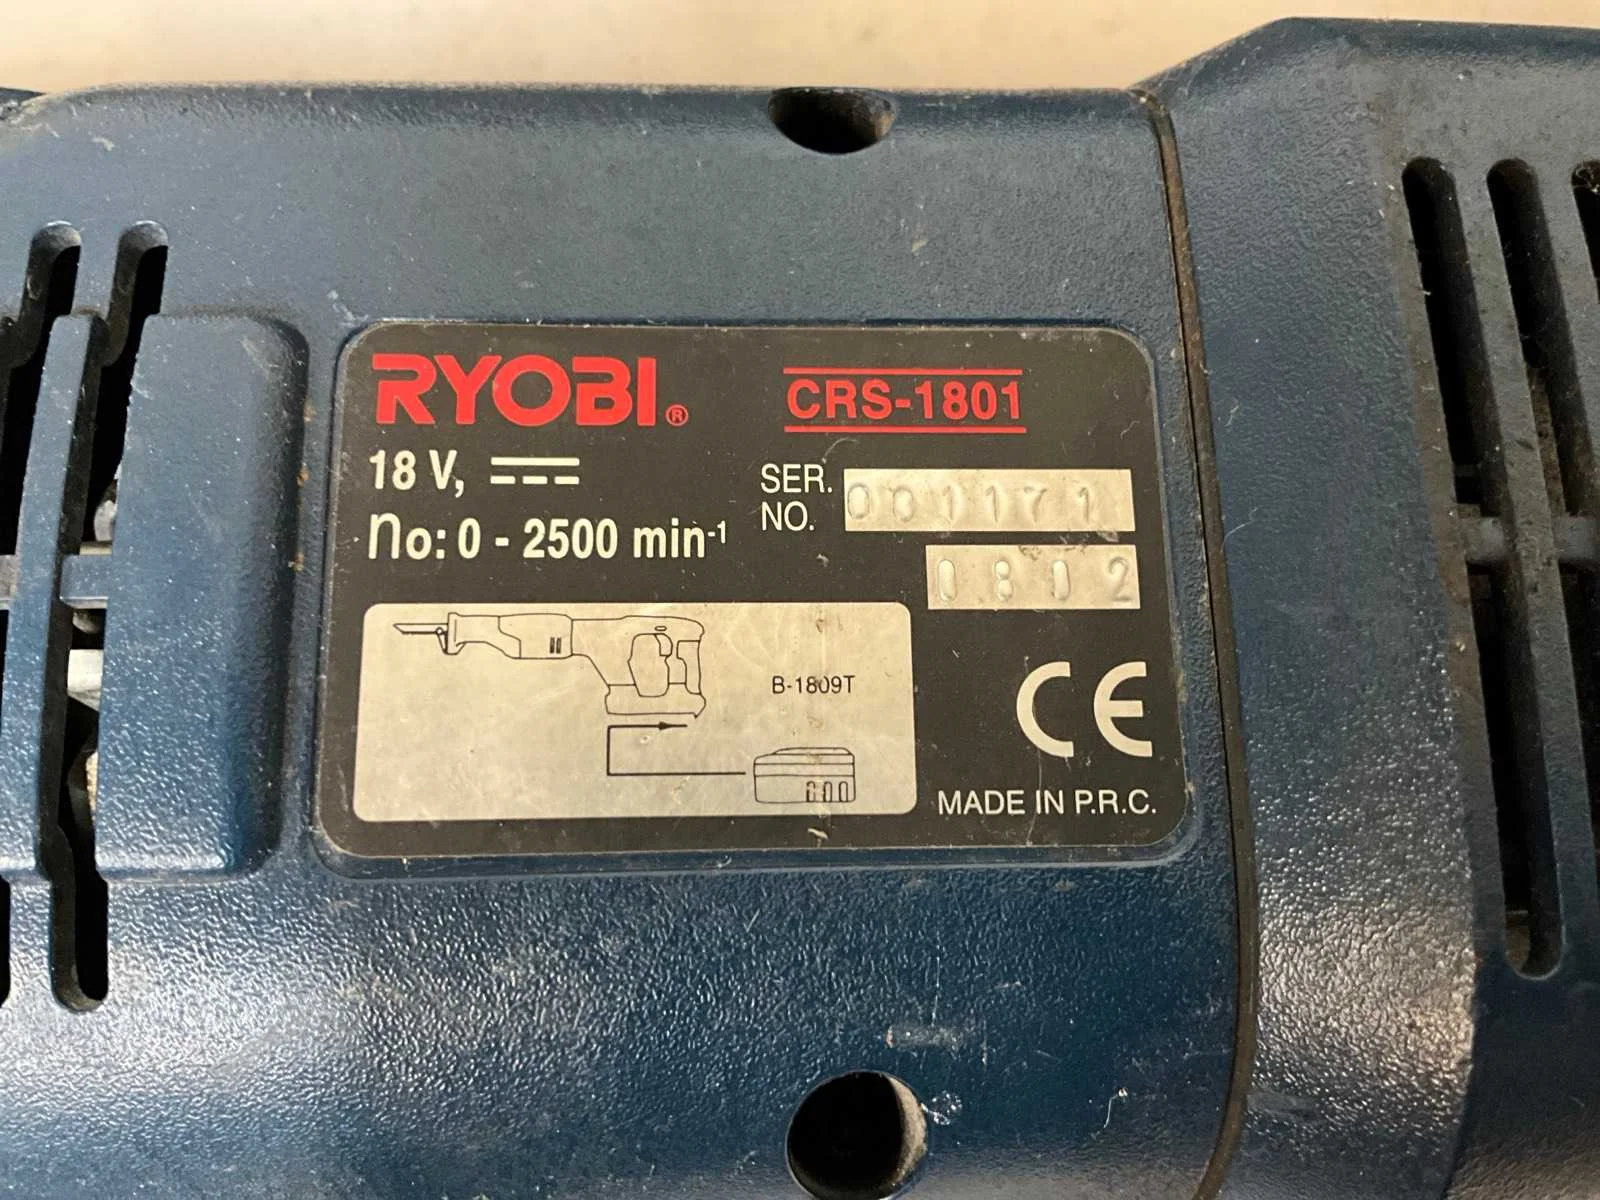 RYOBI®
CRS-1801
18 V, ⎓
no: 0 - 2500 min-1
SER. NO.
001171
0802
B-1809T
CE
MADE IN P.R.C.